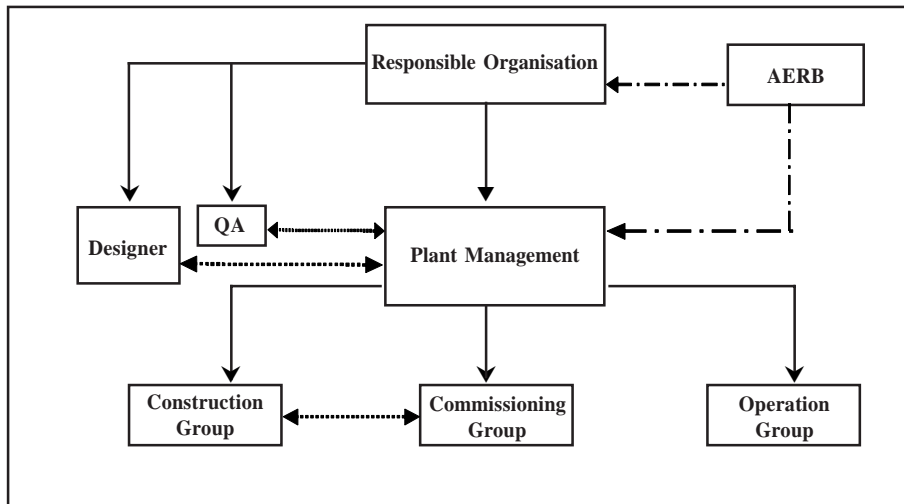 Responsible Organisation
AERB
QA
Designer
Plant Management
Construction
Group
Commissioning
Group
Operation
Group